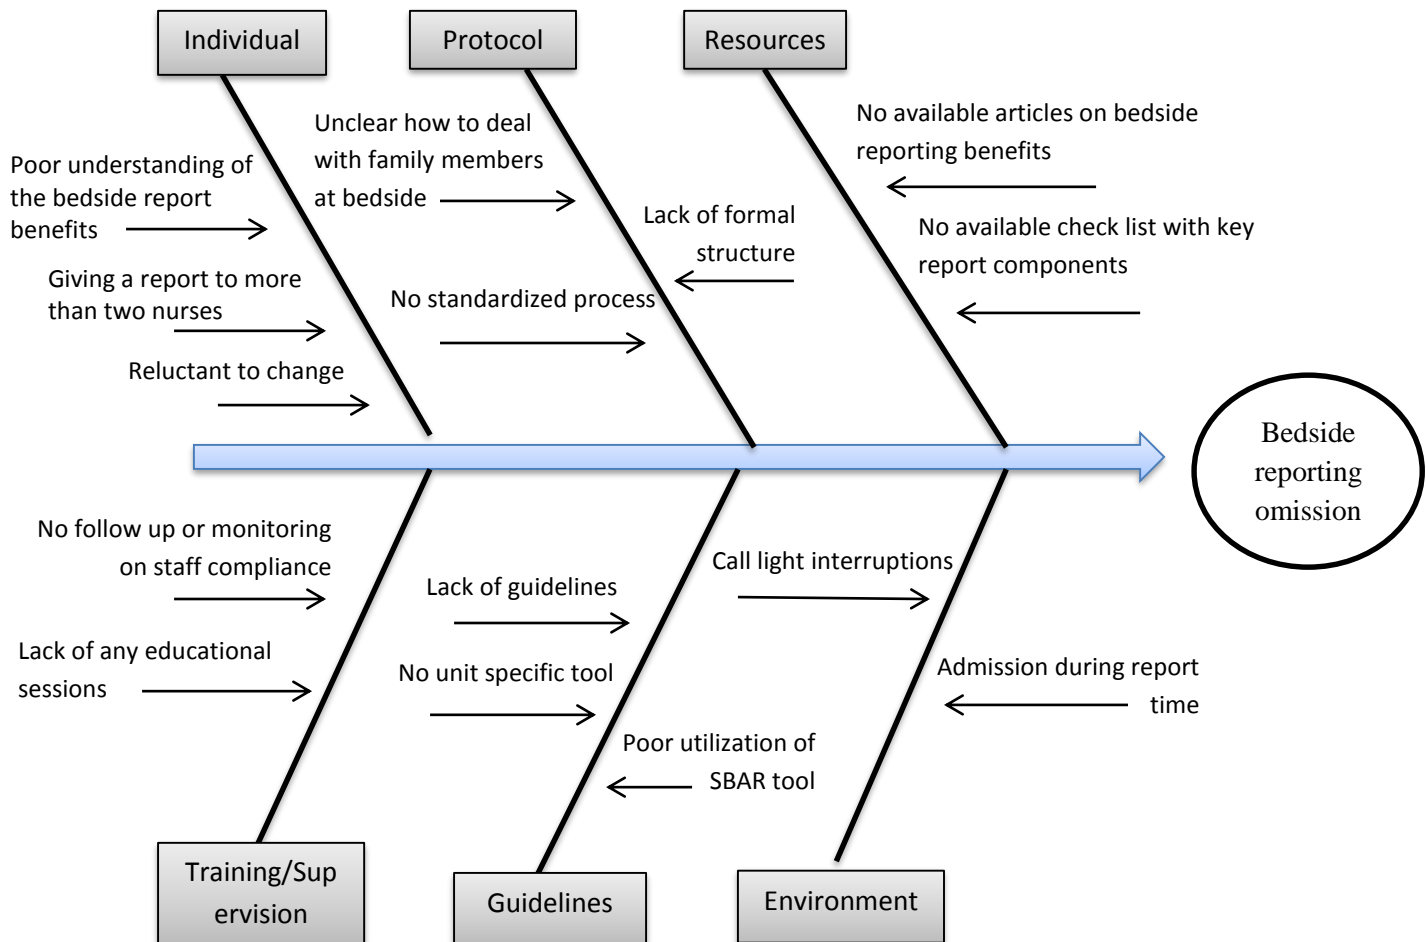 Individual
Protocol
Resources
Poor understanding of
the bedside report
benefits
Giving a report to more
than two nurses
Reluctant to change
Unclear how to deal
with family members
at bedside
No standardized process
Lack of formal
structure
No available articles on bedside
reporting benefits
No available check list with key
report components
Bedside
reporting
omission
No follow up or monitoring
on staff compliance
Lack of any educational
sessions
Lack of guidelines
No unit specific tool
Poor utilization of
SBAR tool
Call light interruptions
Admission during report
time
Training/Sup
ervision
Guidelines
Environment